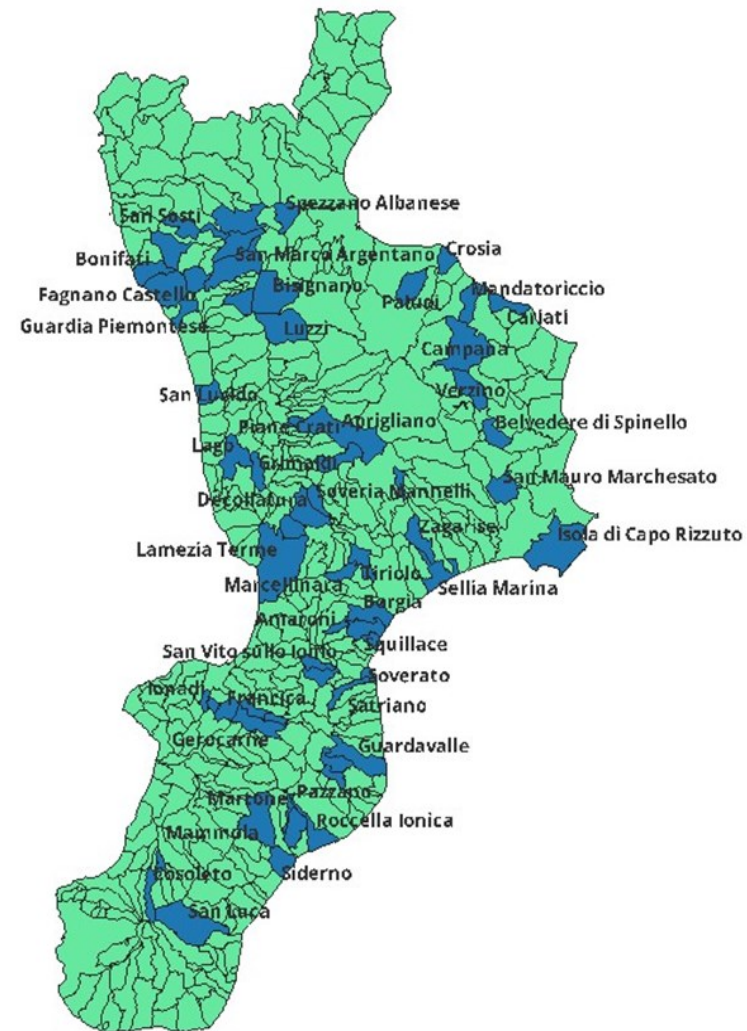 Spezzano Albanese
San Sosti
Crosia
San Marco Argentano
Bonifati
Bisignano
Mandatoriccio
Fagnano Castello
Paludi
Cariati
Guardia Piemontese
Luzzi
Campana
Verzino
San Lucido
Aprigliano
Belvedere di Spinello
Piane Crati
Lago
Grimaldi
San Mauro Marchesato
Soveria Mannelli
Decollatura
Zagarise
Isola di Capo Rizzuto
Lamezia Terme
Tiriolo
Marcellinara
Sellia Marina
Borgia
Amaroni
Squillace
San Vito sullo Ionio
Soverato
Ionadi
Francica
Satriano
Gerocarne
Guardavalle
Pazzano
Martone
Roccella Ionica
Mammola
Cosoleto
Siderno
San Luca